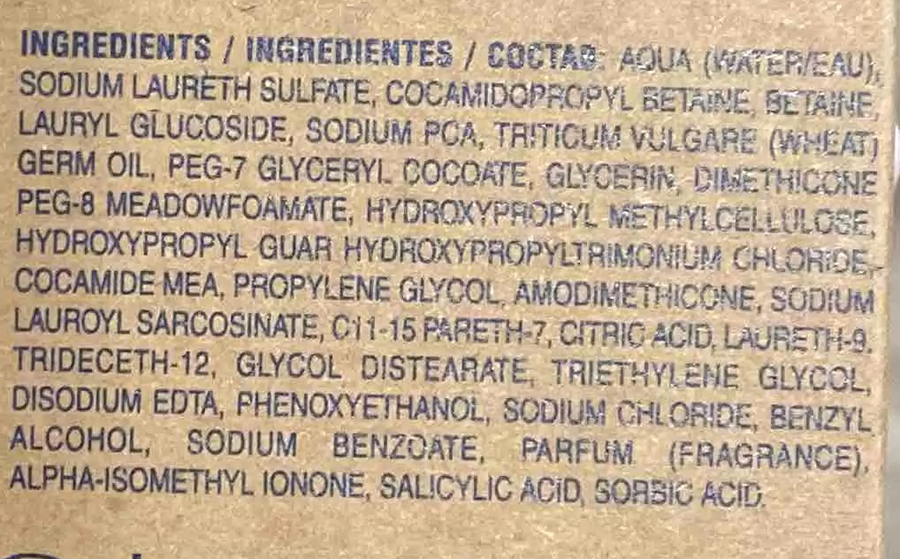 INGREDIENTS / INGREDIENTES / СОСТАВ: AQUA (WATER/EAU),
SODIUM LAURETH SULFATE, COCAMIDOPROPYL BETAINE, BETAINE,
LAURYL GLUCOSIDE, SODIUM PCA, TRITICUM VULGARE (WHEAT)
GERM OIL, PEG-7 GLYCERYL COCOATE, GLYCERIN, DIMETHICONE
PEG-8 MEADOWFOAMATE, HYDROXYPROPYL METHYLCELLULOSE,
HYDROXYPROPYL GUAR HYDROXYPROPYLTRIMONIUM CHLORIDE,
COCAMIDE MEA, PROPYLENE GLYCOL, AMODIMETHICONE, SODIUM
LAUROYL SARCOSINATE, C11-15 PARETH-7, CITRIC ACID, LAURETH-9,
TRIDECETH-12, GLYCOL DISTEARATE, TRIETHYLENE GLYCOL,
DISODIUM EDTA, PHENOXYETHANOL, SODIUM CHLORIDE, BENZYL
ALCOHOL, SODIUM BENZOATE, PARFUM (FRAGRANCE),
ALPHA-ISOMETHYL IONONE, SALICYLIC ACID, SORBIC ACID.